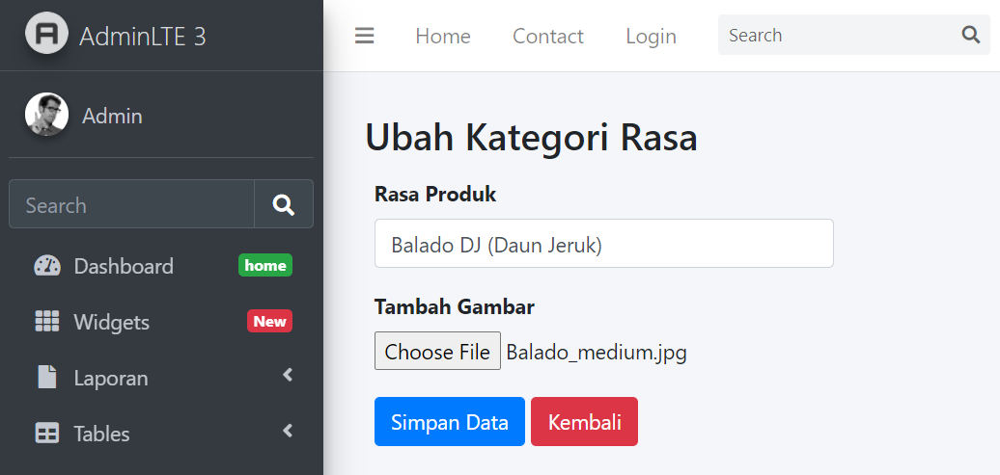 AdminLTE 3
Admin
Search
Dashboard home
Widgets New
Laporan
Tables
Home Contact Login Search
Ubah Kategori Rasa
Rasa Produk
Balado DJ (Daun Jeruk)
Tambah Gambar
Choose File Balado_medium.jpg
Simpan Data Kembali